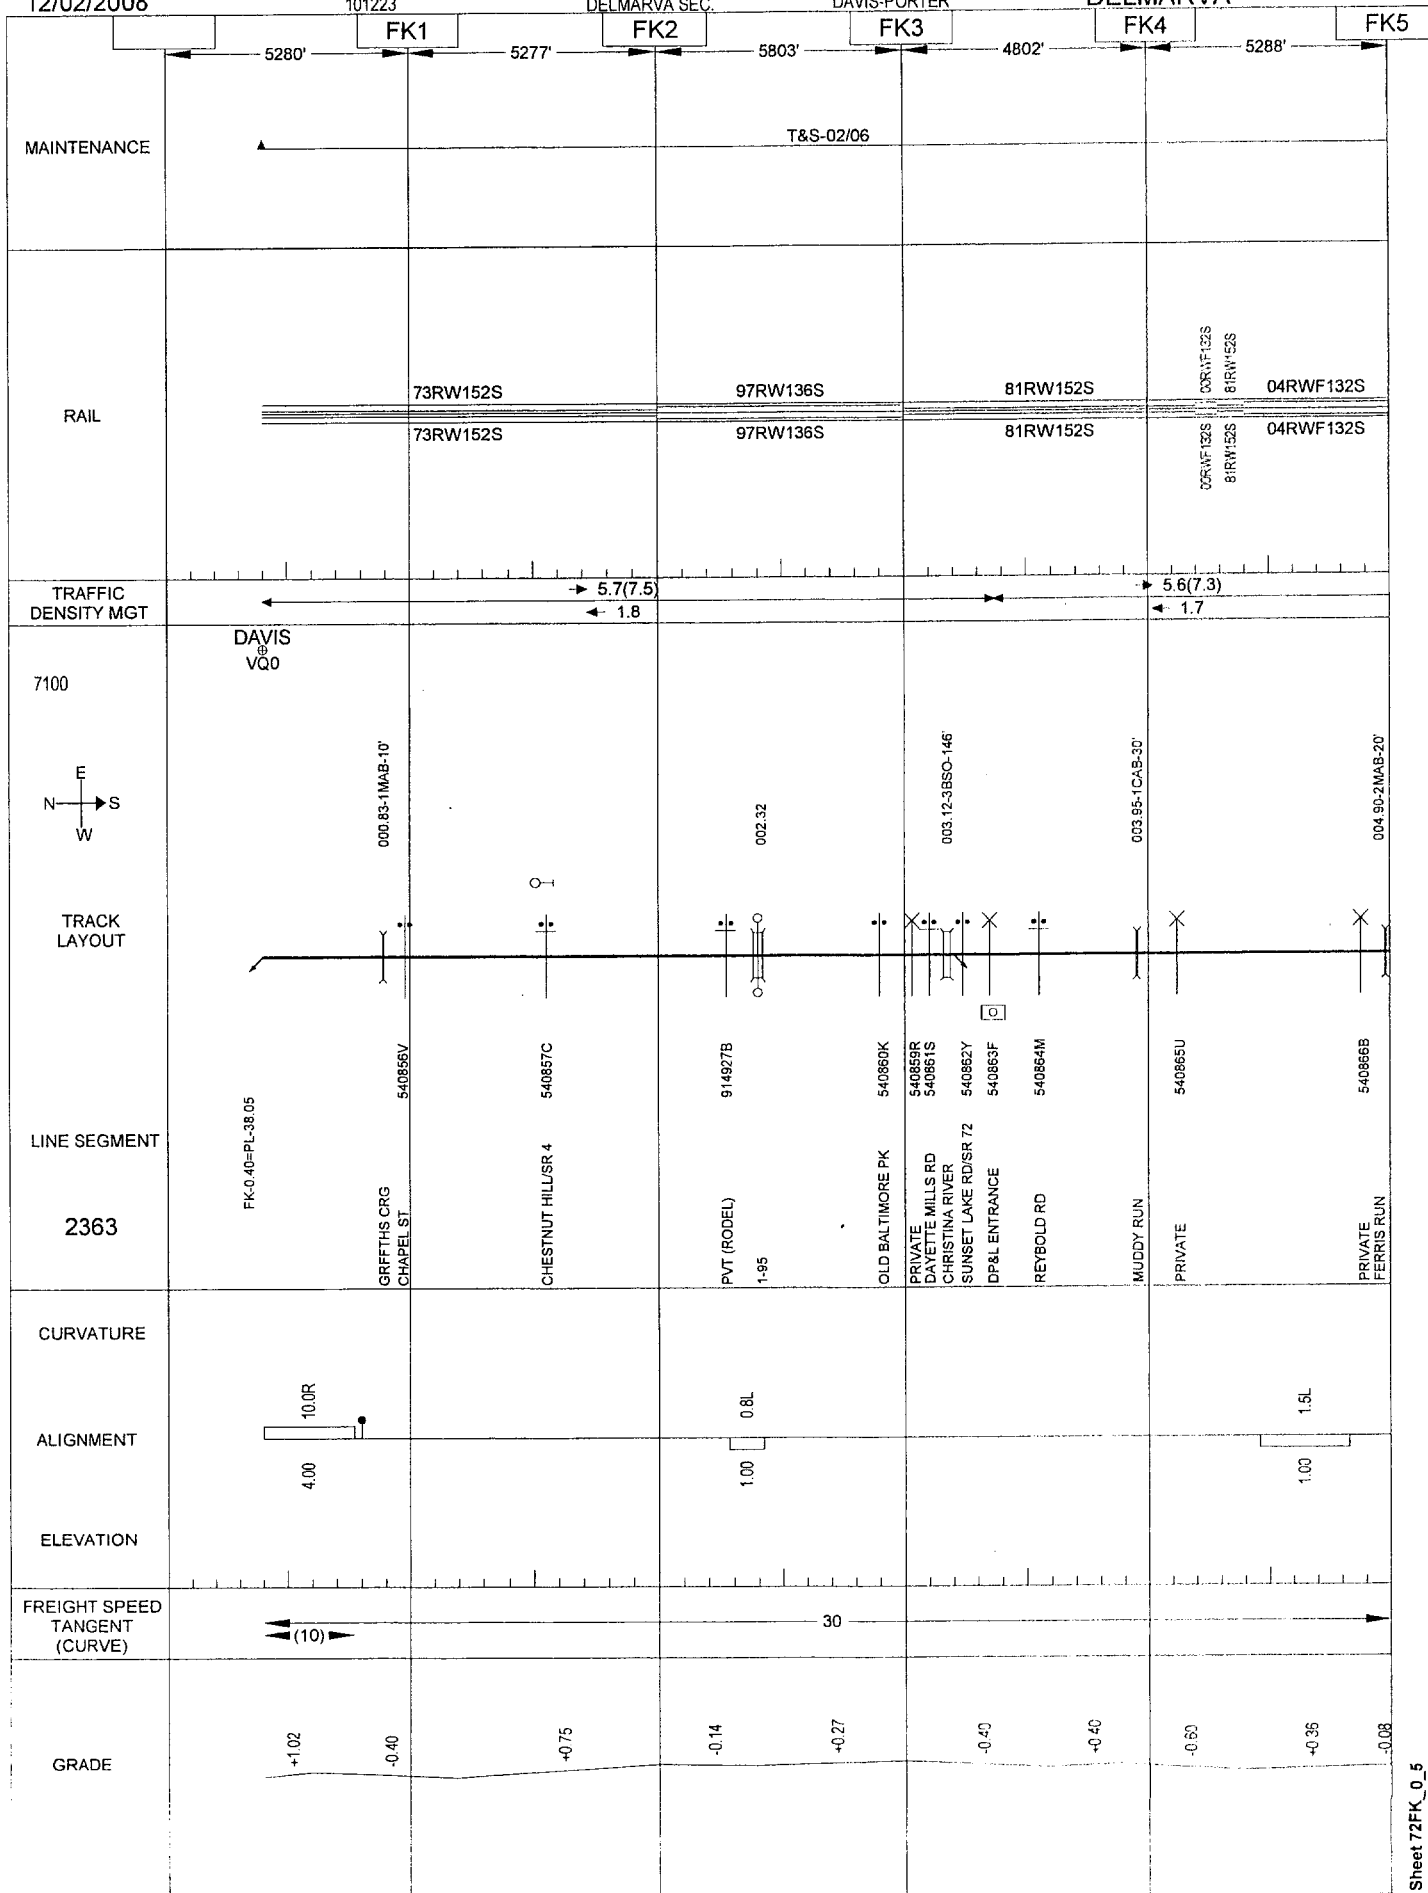 12/02/2008 101223 DELMARVA SEC. DAVIS-PORTER DELMARVA
FK1 FK2 FK3 FK4 FK5
5280' 5277' 5803' 4802' 5288'
MAINTENANCE
T&S-02/06
RAIL
73RW152S 97RW136S 81RW152S 00RWF132S 81RW152S 04RWF132S
73RW152S 97RW136S 81RW152S 00RWF132S 81RW152S 04RWF132S
TRAFFIC
DENSITY MGT
5.7(7.5) 5.6(7.3)
1.8 1.7
DAVIS
VQ0
7100
E
N S
W
000.83-1MAB-10'
002.32
003.12-3BSO-146'
003.95-1CAB-30'
004.90-2MAB-20'
TRACK
LAYOUT
540856V
540857C
914927B
540860K
540859R
540861S
540862Y
540863F
540864M
540865U
540866B
LINE SEGMENT
2363
FK-0.40=PL-38.05
GRFFTHS CRG
CHAPEL ST
CHESTNUT HILL/SR 4
PVT (RODEL)
1-95
OLD BALTIMORE PK
PRIVATE
DAYETTE MILLS RD
CHRISTINA RIVER
SUNSET LAKE RD/SR 72
DP&L ENTRANCE
REYBOLD RD
MUDDY RUN
PRIVATE
PRIVATE
FERRIS RUN
CURVATURE
10.0R 0.8L 1.5L
ALIGNMENT
4.00 1.00 1.00
ELEVATION
FREIGHT SPEED
TANGENT
(CURVE)
30
(10)
GRADE
+1.02 -0.40 +0.75 -0.14 +0.27 -0.40 +0.40 -0.60 +0.36 -0.08
Sheet 72FK_0_5